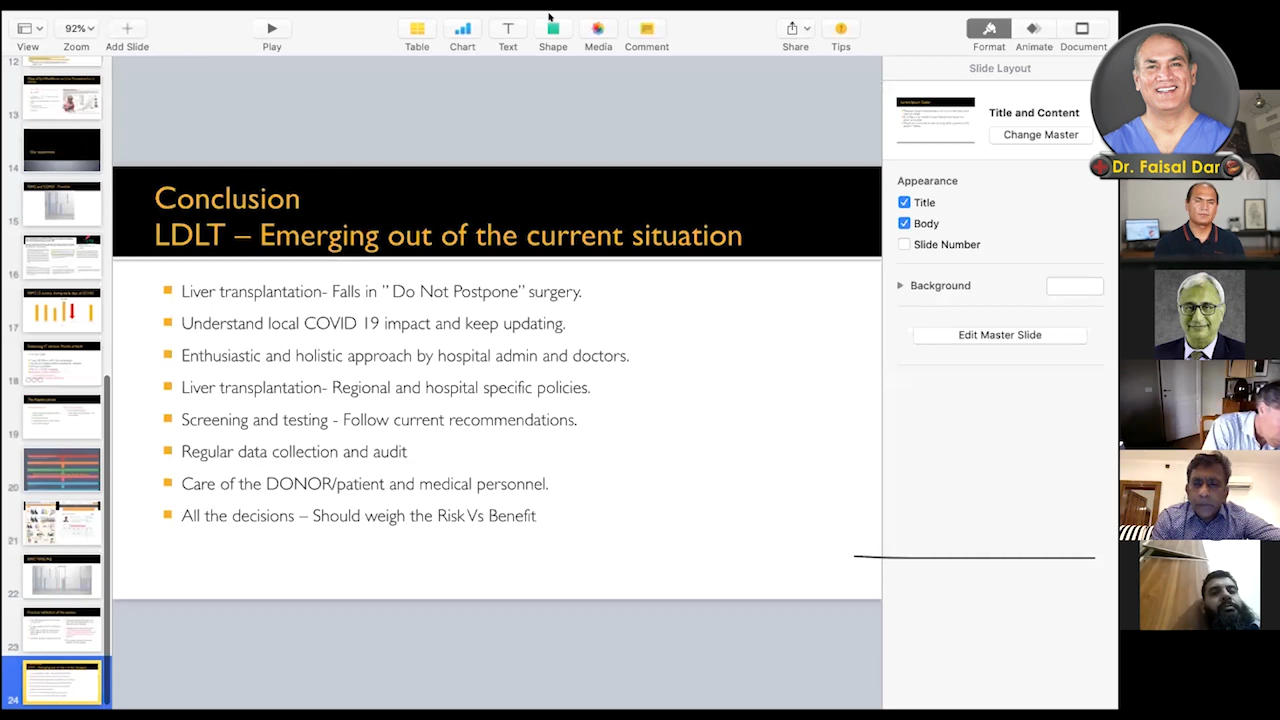 View
92%
Zoom
Add Slide
Play
Table
Chart
Text
Shape
Media
Comment
Share
Tips
Format
Animate
Document
Slide Layout
Title and Content
Change Master
Appearance
Title
Body
Slide Number
Background
Edit Master Slide
Dr. Faisal Dar
12
13
14
15
16
17
18
19
20
21
22
23
24
Conclusion
LDLT – Emerging out of the current situation
Liver transplantation- Falls in ” Do Not Postpone” surgery.
Understand local COVID 19 impact and keep updating.
Enthusiastic and holistic approach by hospital admin and doctors.
Liver transplantation- Regional and hospital specific policies.
Screening and testing - Follow current recommendations.
Regular data collection and audit
Care of the DONOR/patient and medical personnel.
All the decisions – Should weigh the Risk Vs Benefit